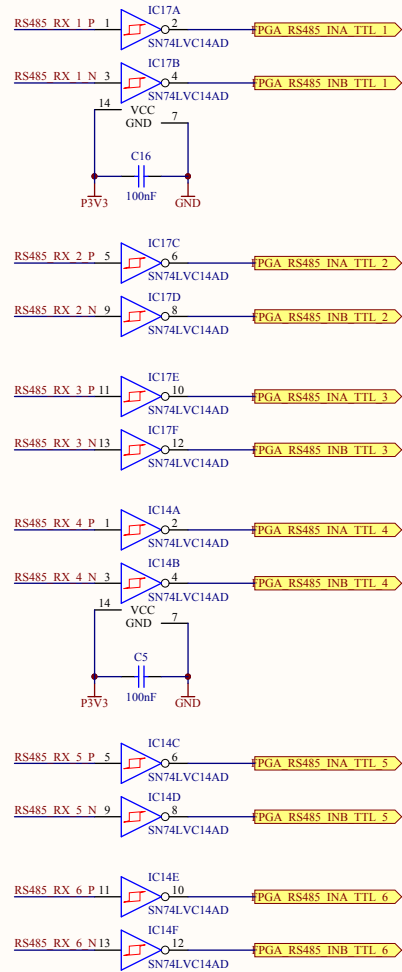 IC17A
RS485_RX_1_P 1 2 FPGA_RS485_INA_TTL_1
SN74LVC14AD
IC17B
RS485_RX_1_N 3 4 FPGA_RS485_INB_TTL_1
SN74LVC14AD
14 VCC
GND 7
C16
100nF
P3V3 GND
IC17C
RS485_RX_2_P 5 6 FPGA_RS485_INA_TTL_2
SN74LVC14AD
IC17D
RS485_RX_2_N 9 8 FPGA_RS485_INB_TTL_2
SN74LVC14AD
IC17E
RS485_RX_3_P 11 10 FPGA_RS485_INA_TTL_3
SN74LVC14AD
IC17F
RS485_RX_3_N 13 12 FPGA_RS485_INB_TTL_3
SN74LVC14AD
IC14A
RS485_RX_4_P 1 2 FPGA_RS485_INA_TTL_4
SN74LVC14AD
IC14B
RS485_RX_4_N 3 4 FPGA_RS485_INB_TTL_4
SN74LVC14AD
14 VCC
GND 7
C5
100nF
P3V3 GND
IC14C
RS485_RX_5_P 5 6 FPGA_RS485_INA_TTL_5
SN74LVC14AD
IC14D
RS485_RX_5_N 9 8 FPGA_RS485_INB_TTL_5
SN74LVC14AD
IC14E
RS485_RX_6_P 11 10 FPGA_RS485_INA_TTL_6
SN74LVC14AD
IC14F
RS485_RX_6_N 13 12 FPGA_RS485_INB_TTL_6
SN74LVC14AD